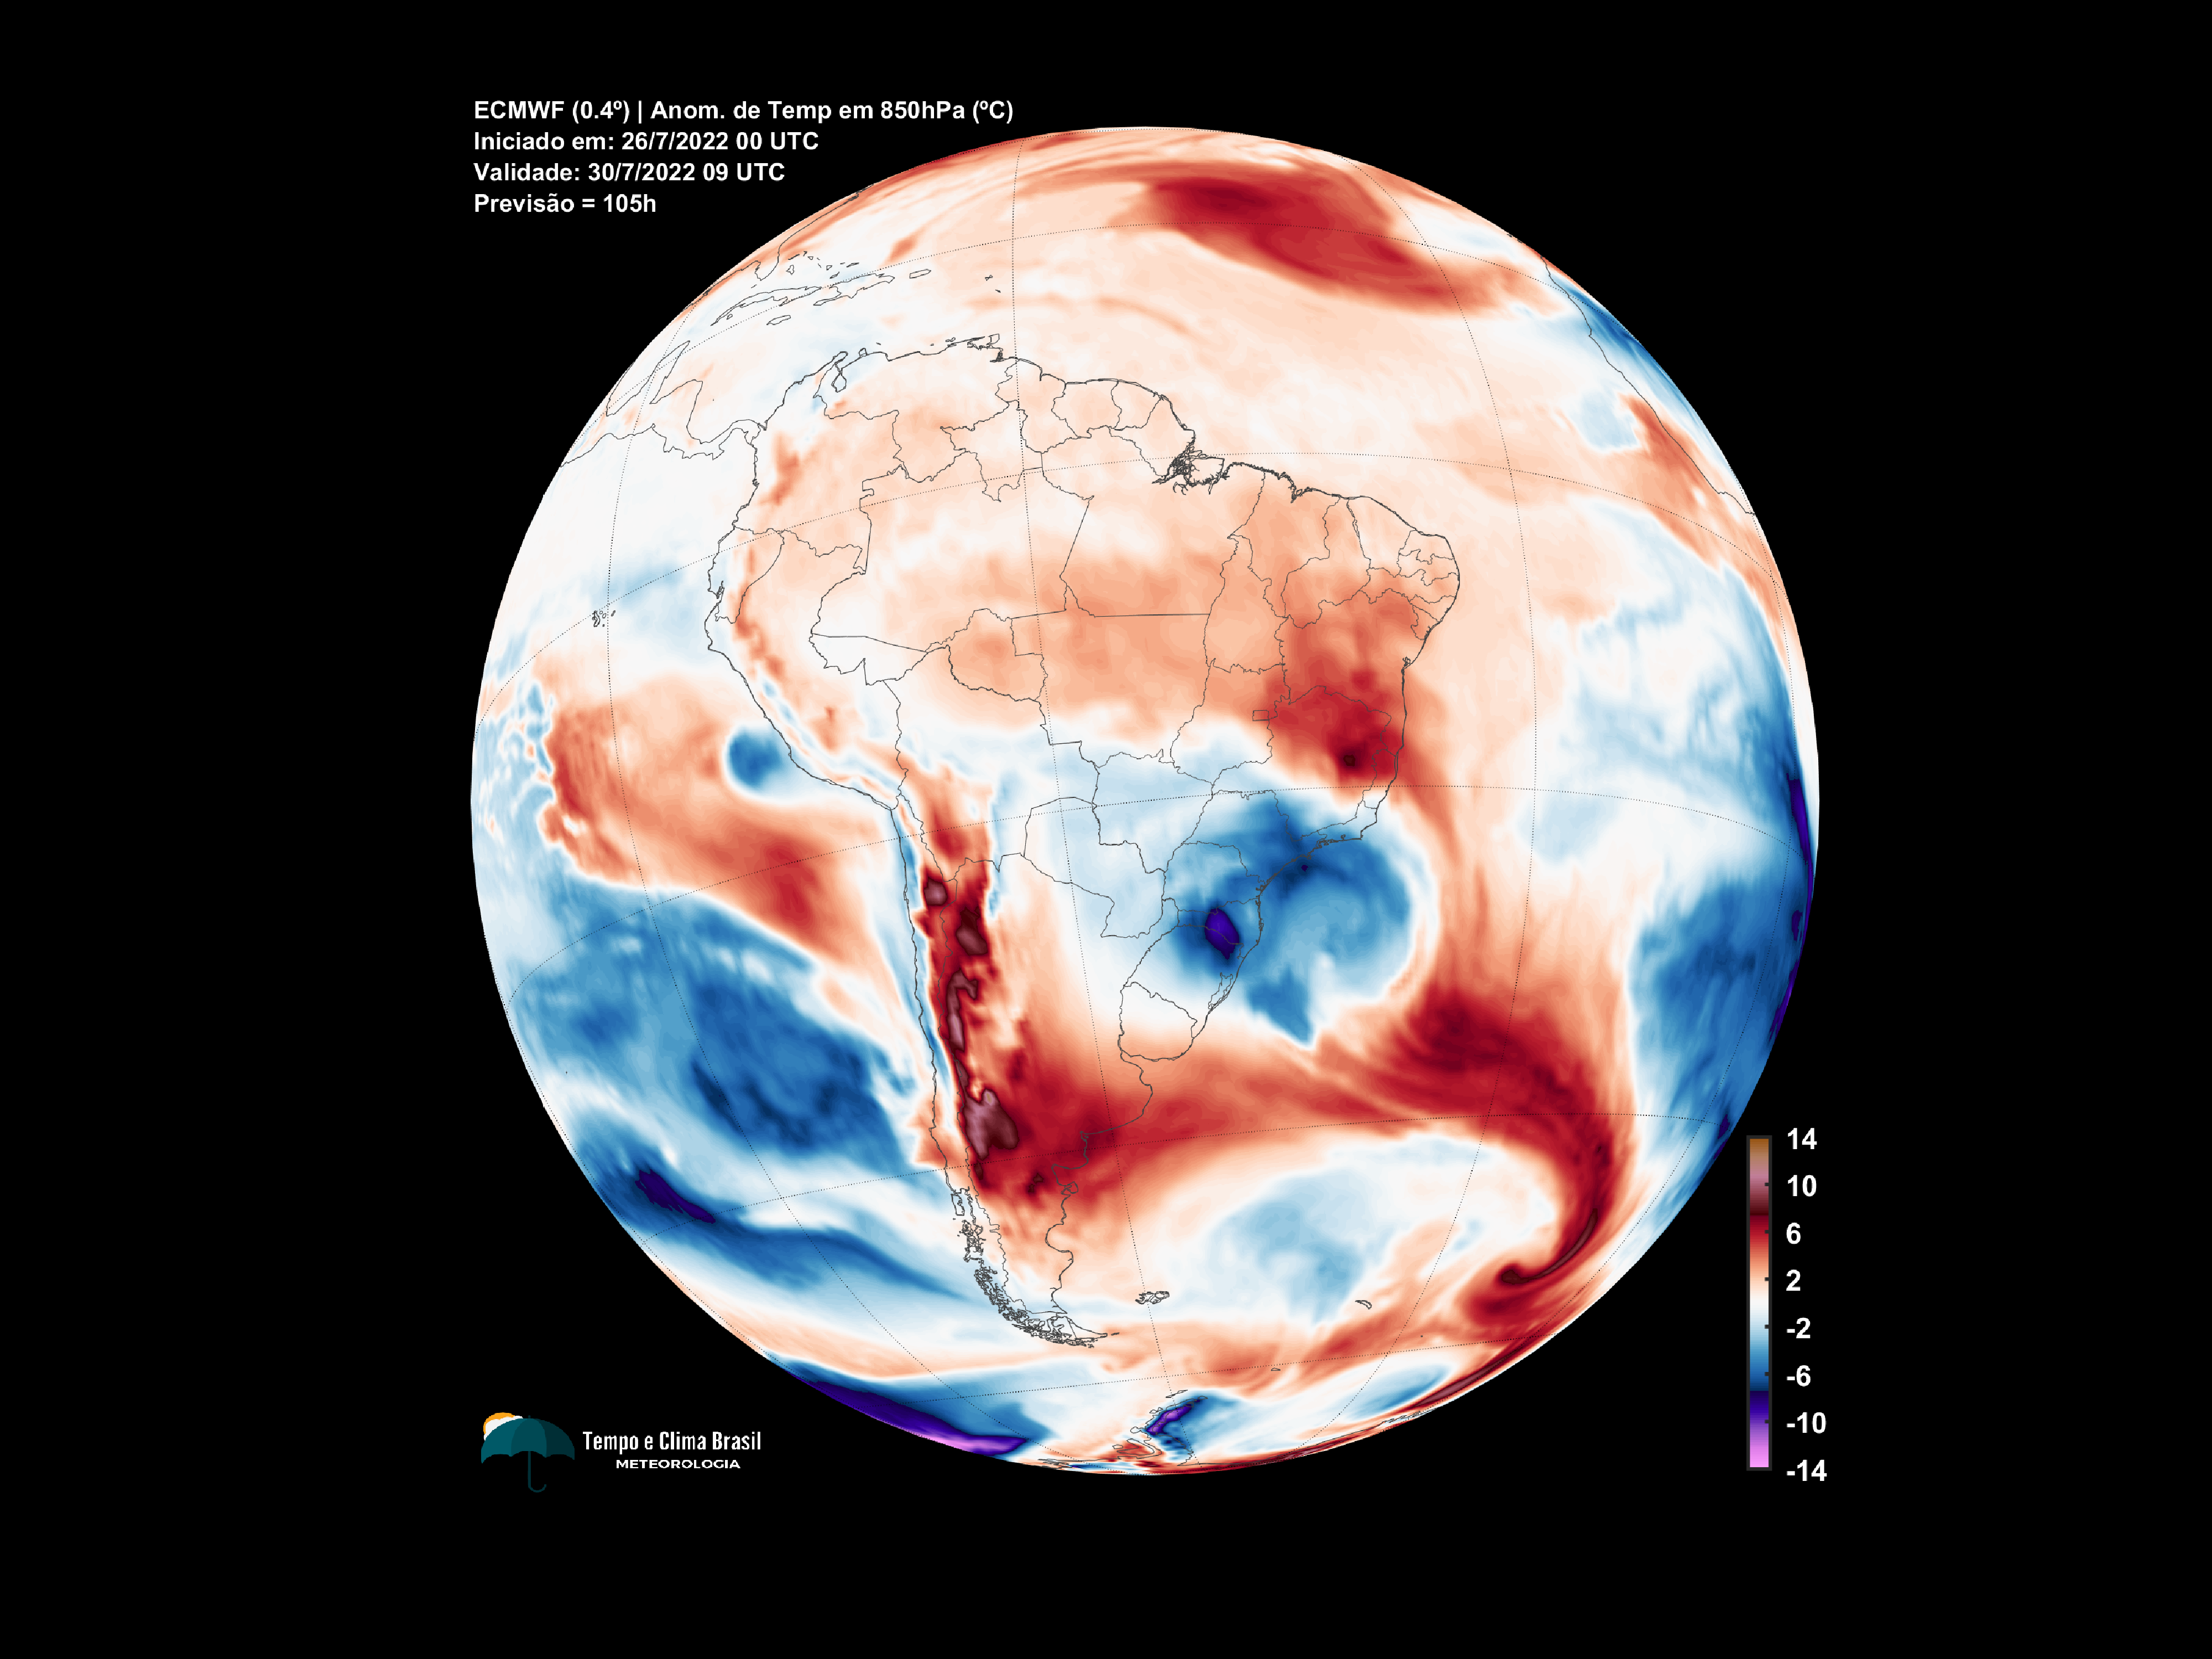 ECMWF (0.4º) | Anom. de Temp em 850hPa (ºC)
Iniciado em: 26/7/2022 00 UTC
Validade: 30/7/2022 09 UTC
Previsão = 105h
14
10
6
2
-2
-6
-10
-14
Tempo e Clima Brasil
METEOROLOGIA